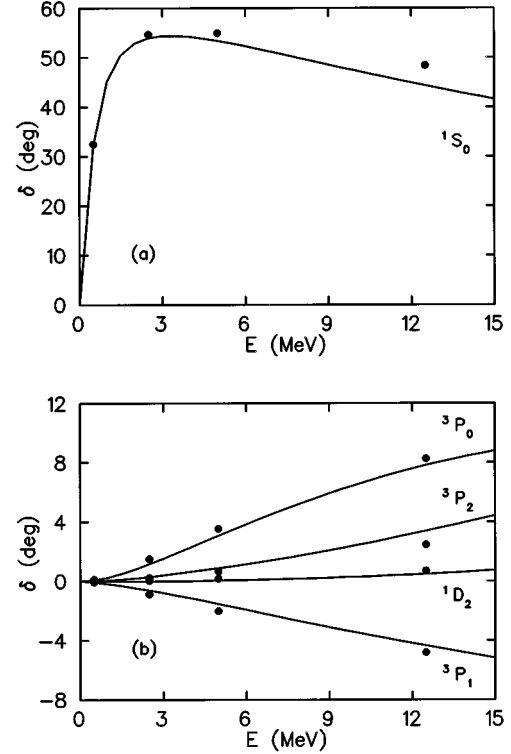 60
50
40
30
20
10
0
δ (deg)
¹S₀
(a)
0 3 6 9 12 15
E (MeV)
12
8
4
0
−4
−8
δ (deg)
³P₀
³P₂
¹D₂
³P₁
(b)
0 3 6 9 12 15
E (MeV)